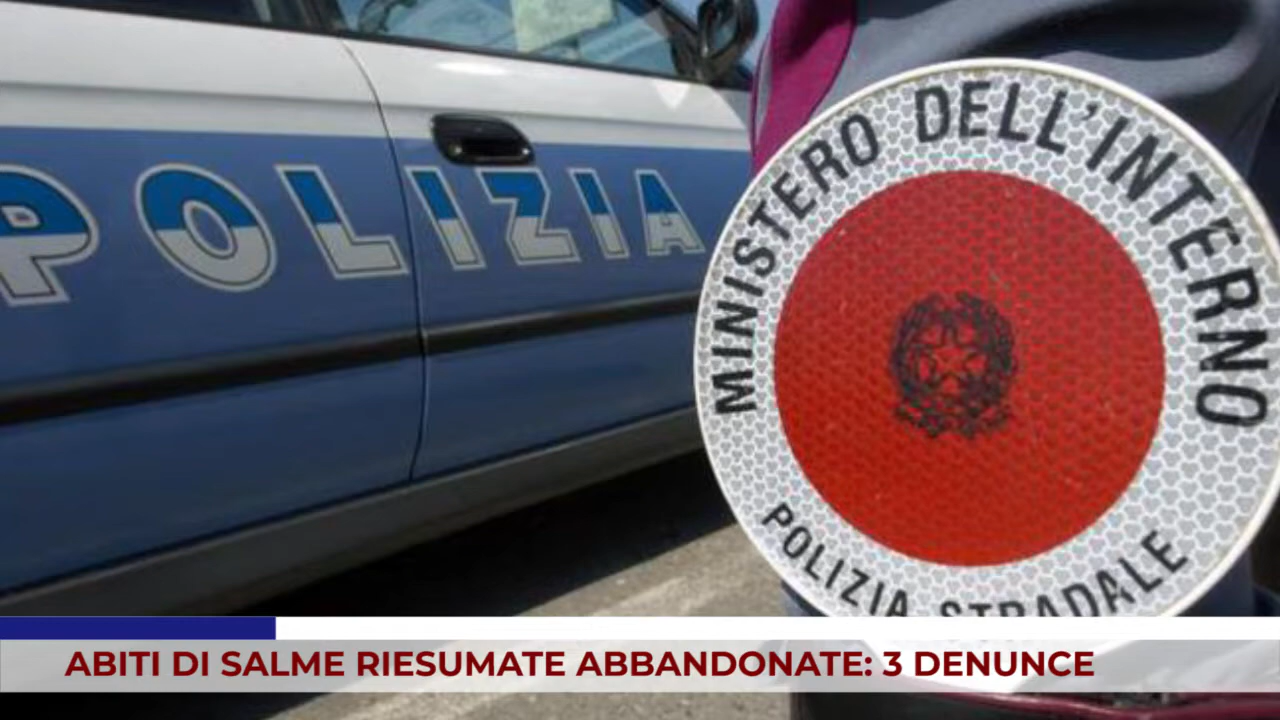 POLIZIA
MINISTERO DELL'INTERNO
POLIZIA STRADALE
ABITI DI SALME RIESUMATE ABBANDONATE: 3 DENUNCE